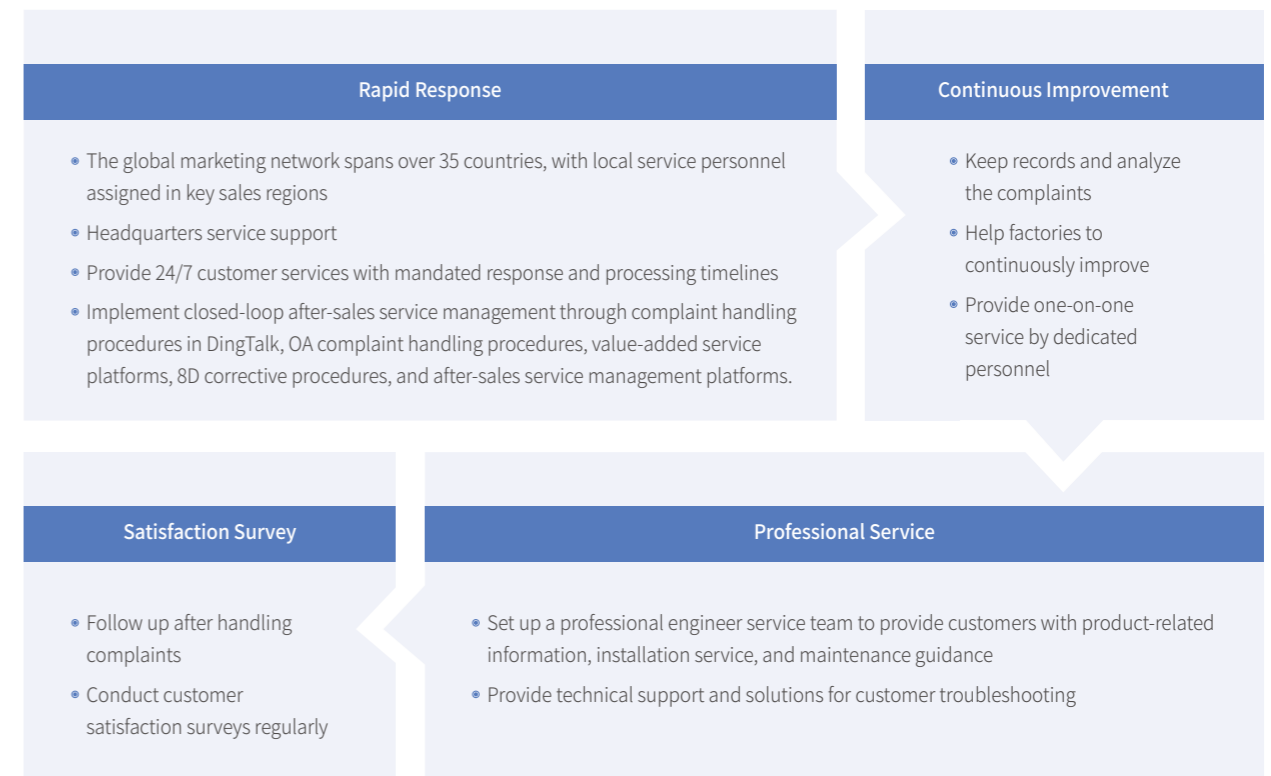 Rapid Response
The global marketing network spans over 35 countries, with local service personnel
assigned in key sales regions
Headquarters service support
Provide 24/7 customer services with mandated response and processing timelines
Implement closed-loop after-sales service management through complaint handling
procedures in DingTalk, OA complaint handling procedures, value-added service
platforms, 8D corrective procedures, and after-sales service management platforms.
Continuous Improvement
Keep records and analyze
the complaints
Help factories to
continuously improve
Provide one-on-one
service by dedicated
personnel
Professional Service
Set up a professional engineer service team to provide customers with product-related
information, installation service, and maintenance guidance
Provide technical support and solutions for customer troubleshooting
Satisfaction Survey
Follow up after handling
complaints
Conduct customer
satisfaction surveys regularly